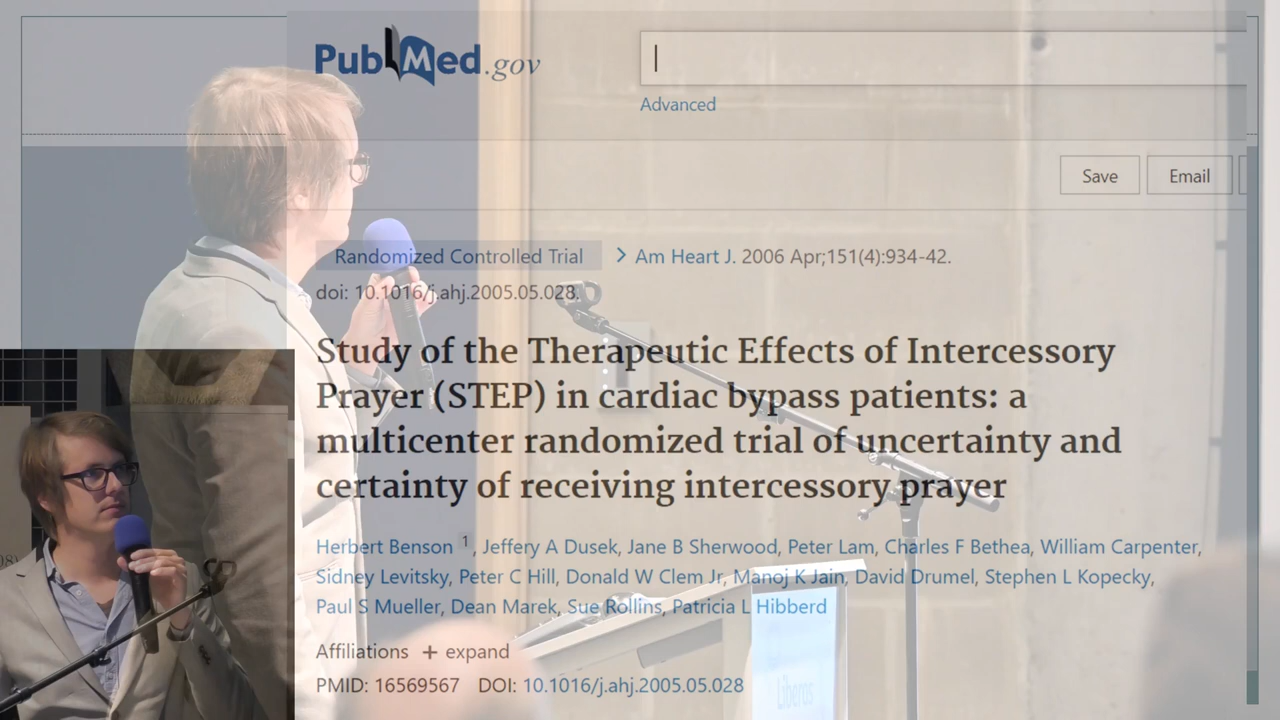 PubMed.gov
Advanced
Save
Email
Randomized Controlled Trial
Am Heart J. 2006 Apr;151(4):934-42.
doi: 10.1016/j.ahj.2005.05.028.
Study of the Therapeutic Effects of Intercessory
Prayer (STEP) in cardiac bypass patients: a
multicenter randomized trial of uncertainty and
certainty of receiving intercessory prayer
Herbert Benson 1, Jeffery A Dusek, Jane B Sherwood, Peter Lam, Charles F Bethea, William Carpenter,
Sidney Levitsky, Peter C Hill, Donald W Clem Jr, Manoj K Jain, David Drumel, Stephen L Kopecky,
Paul S Mueller, Dean Marek, Sue Rollins, Patricia L Hibberd
Affiliations + expand
PMID: 16569567 DOI: 10.1016/j.ahj.2005.05.028
Liberos